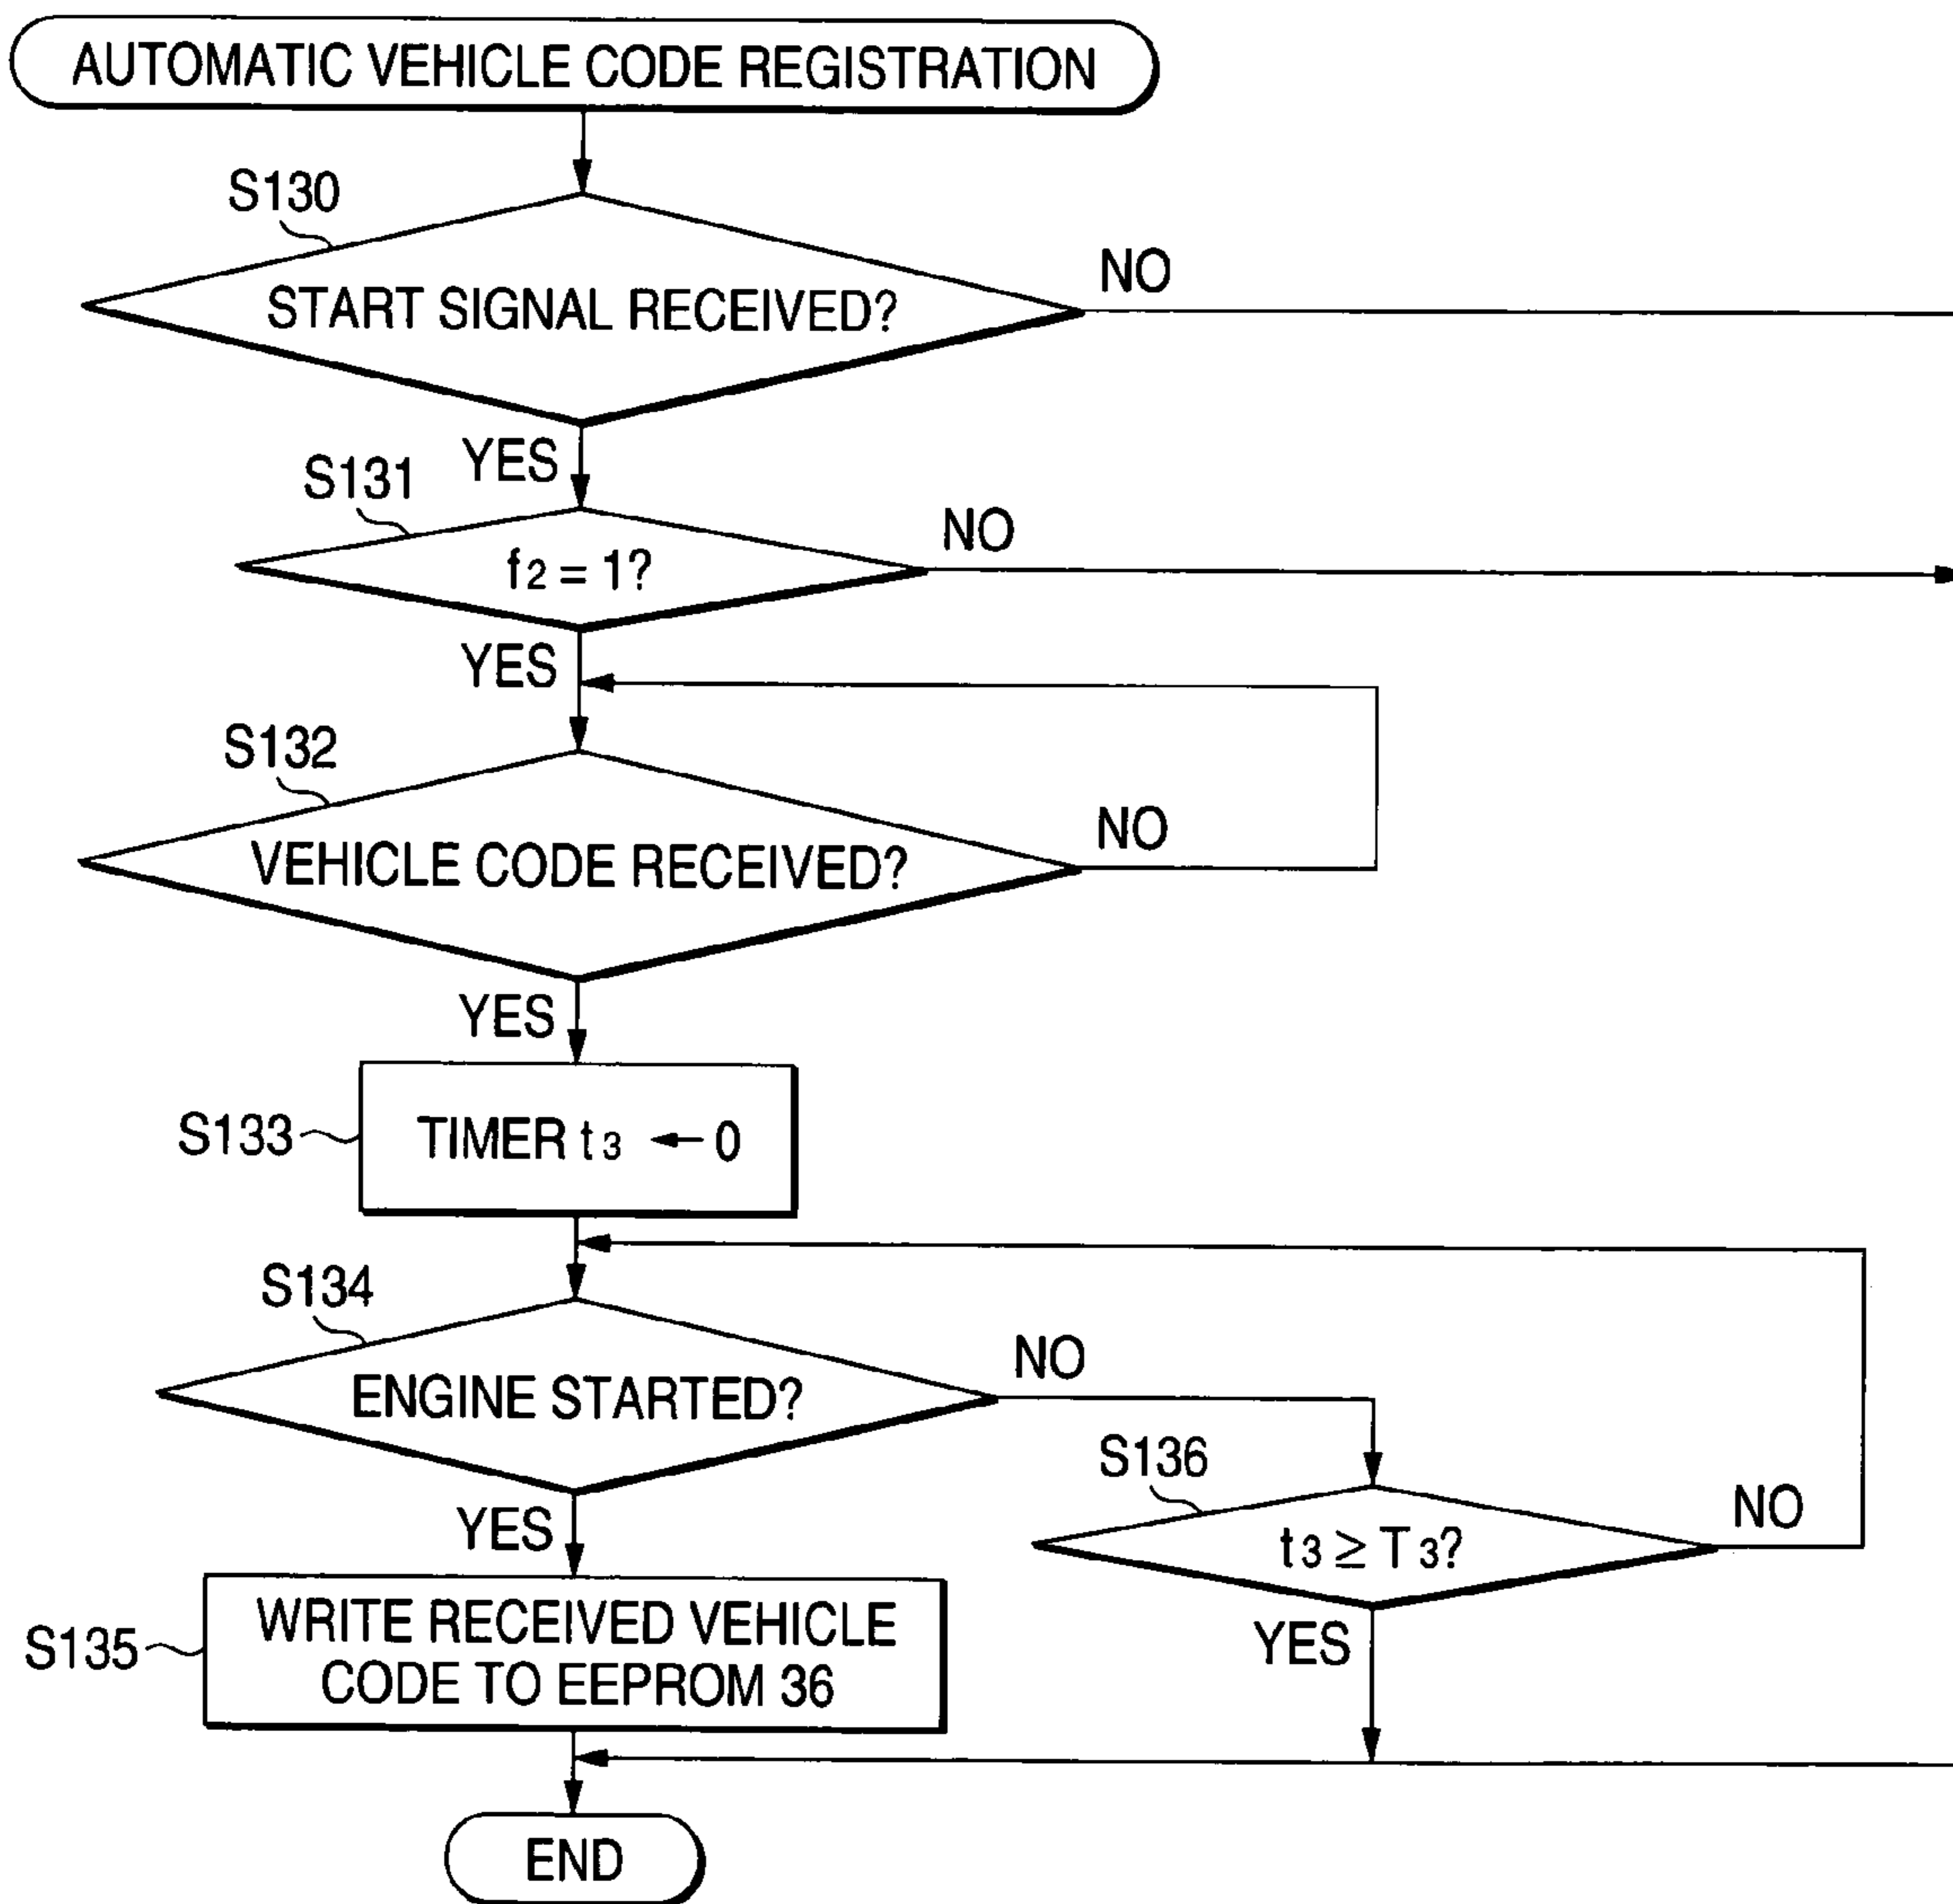 AUTOMATIC VEHICLE CODE REGISTRATION
S130
START SIGNAL RECEIVED?
NO
YES
S131
f2 = 1?
NO
YES
S132
VEHICLE CODE RECEIVED?
NO
YES
S133
TIMER t3 ← 0
S134
ENGINE STARTED?
NO
YES
S136
t3 ≥ T3?
NO
YES
S135
WRITE RECEIVED VEHICLE
CODE TO EEPROM 36
END